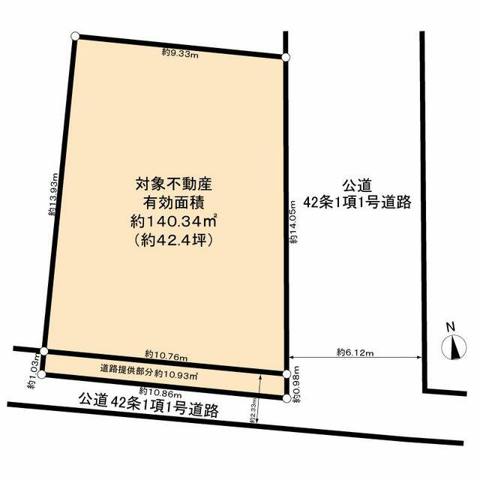 約9.33m
約13.93m
対象不動産
有効面積
約140.34㎡
(約42.4坪)
約14.05m
公道
42条1項1号道路
N
約6.12m
約10.76m
約1.03m
道路提供部分 約10.93㎡
約0.98m
約10.86m
約2.33m
公道 42条1項1号道路